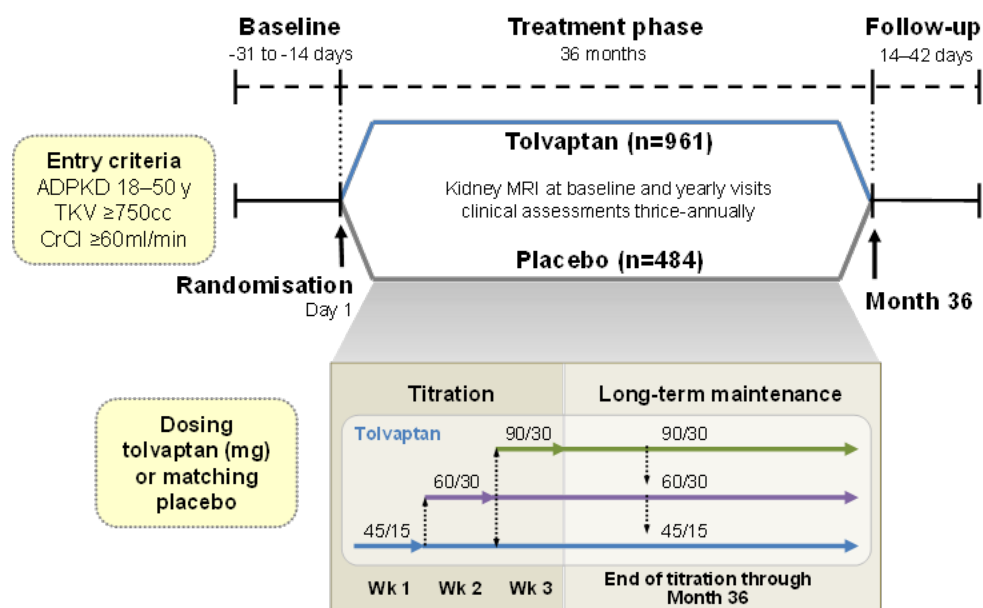 Baseline
-31 to -14 days
Treatment phase
36 months
Follow-up
14–42 days
Entry criteria
ADPKD 18–50 y
TKV ≥750cc
CrCl ≥60ml/min
Tolvaptan (n=961)
Kidney MRI at baseline and yearly visits
clinical assessments thrice-annually
Placebo (n=484)
Randomisation
Day 1
Month 36
Dosing
tolvaptan (mg)
or matching
placebo
Titration
Long-term maintenance
Tolvaptan
90/30
90/30
60/30
60/30
45/15
45/15
Wk 1
Wk 2
Wk 3
End of titration through
Month 36